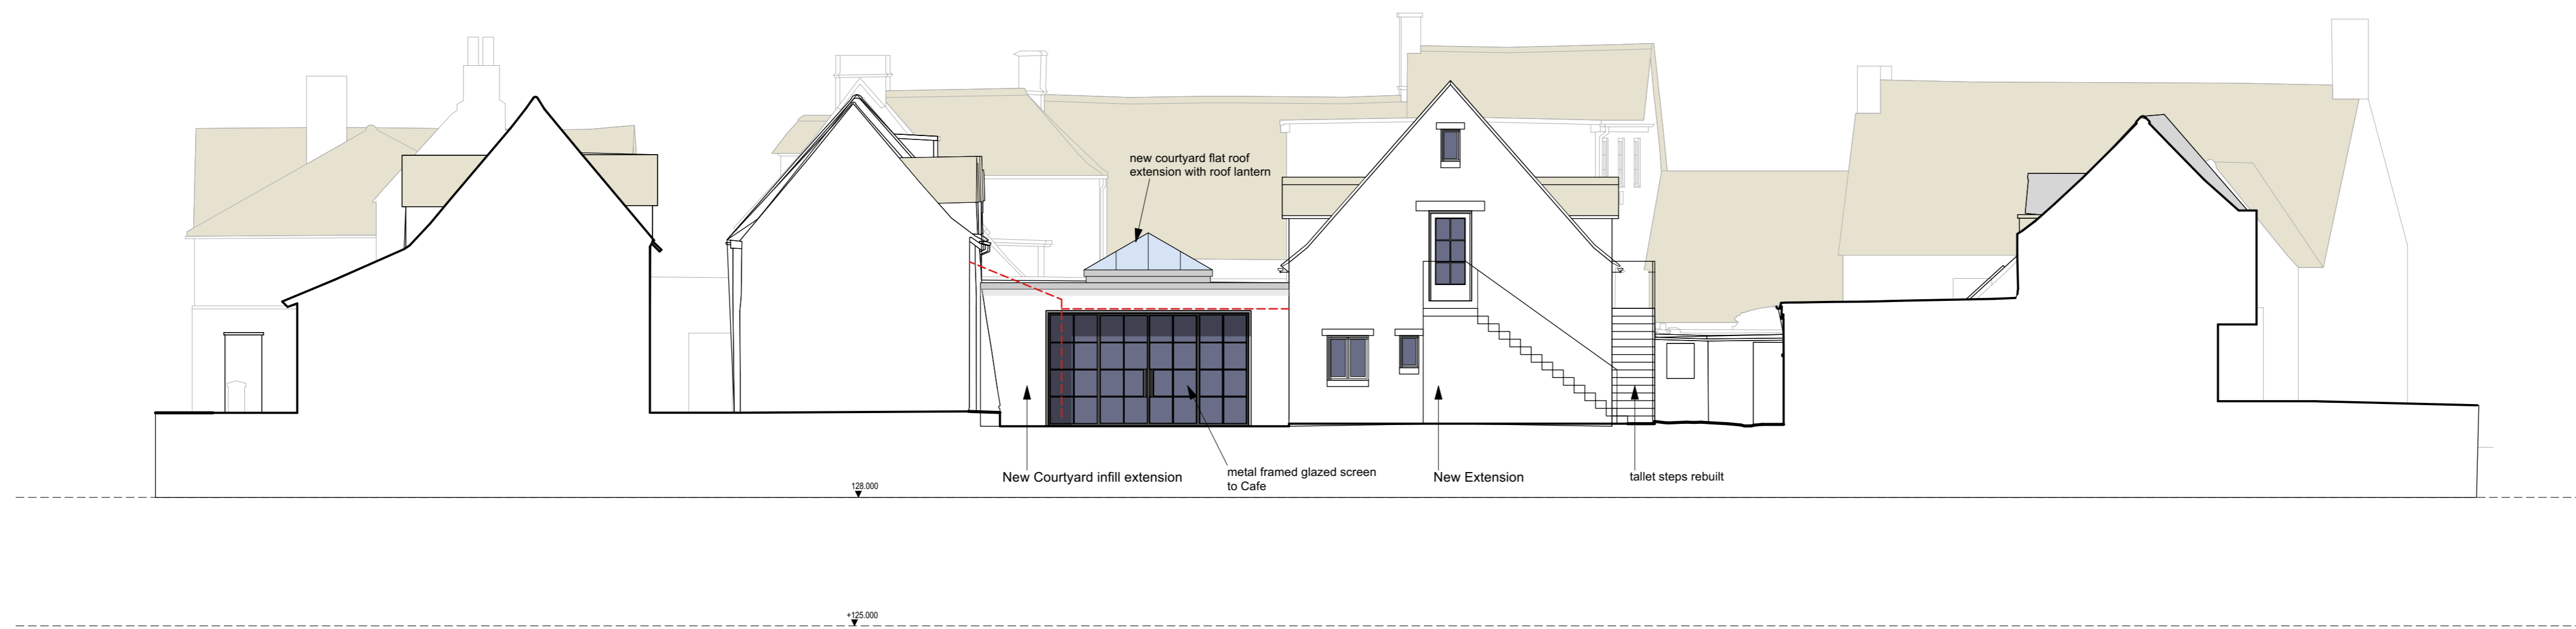 new courtyard flat roof
extension with roof lantern
New Courtyard infill extension
metal framed glazed screen
to Cafe
New Extension
tallet steps rebuilt
128.000
+125.000